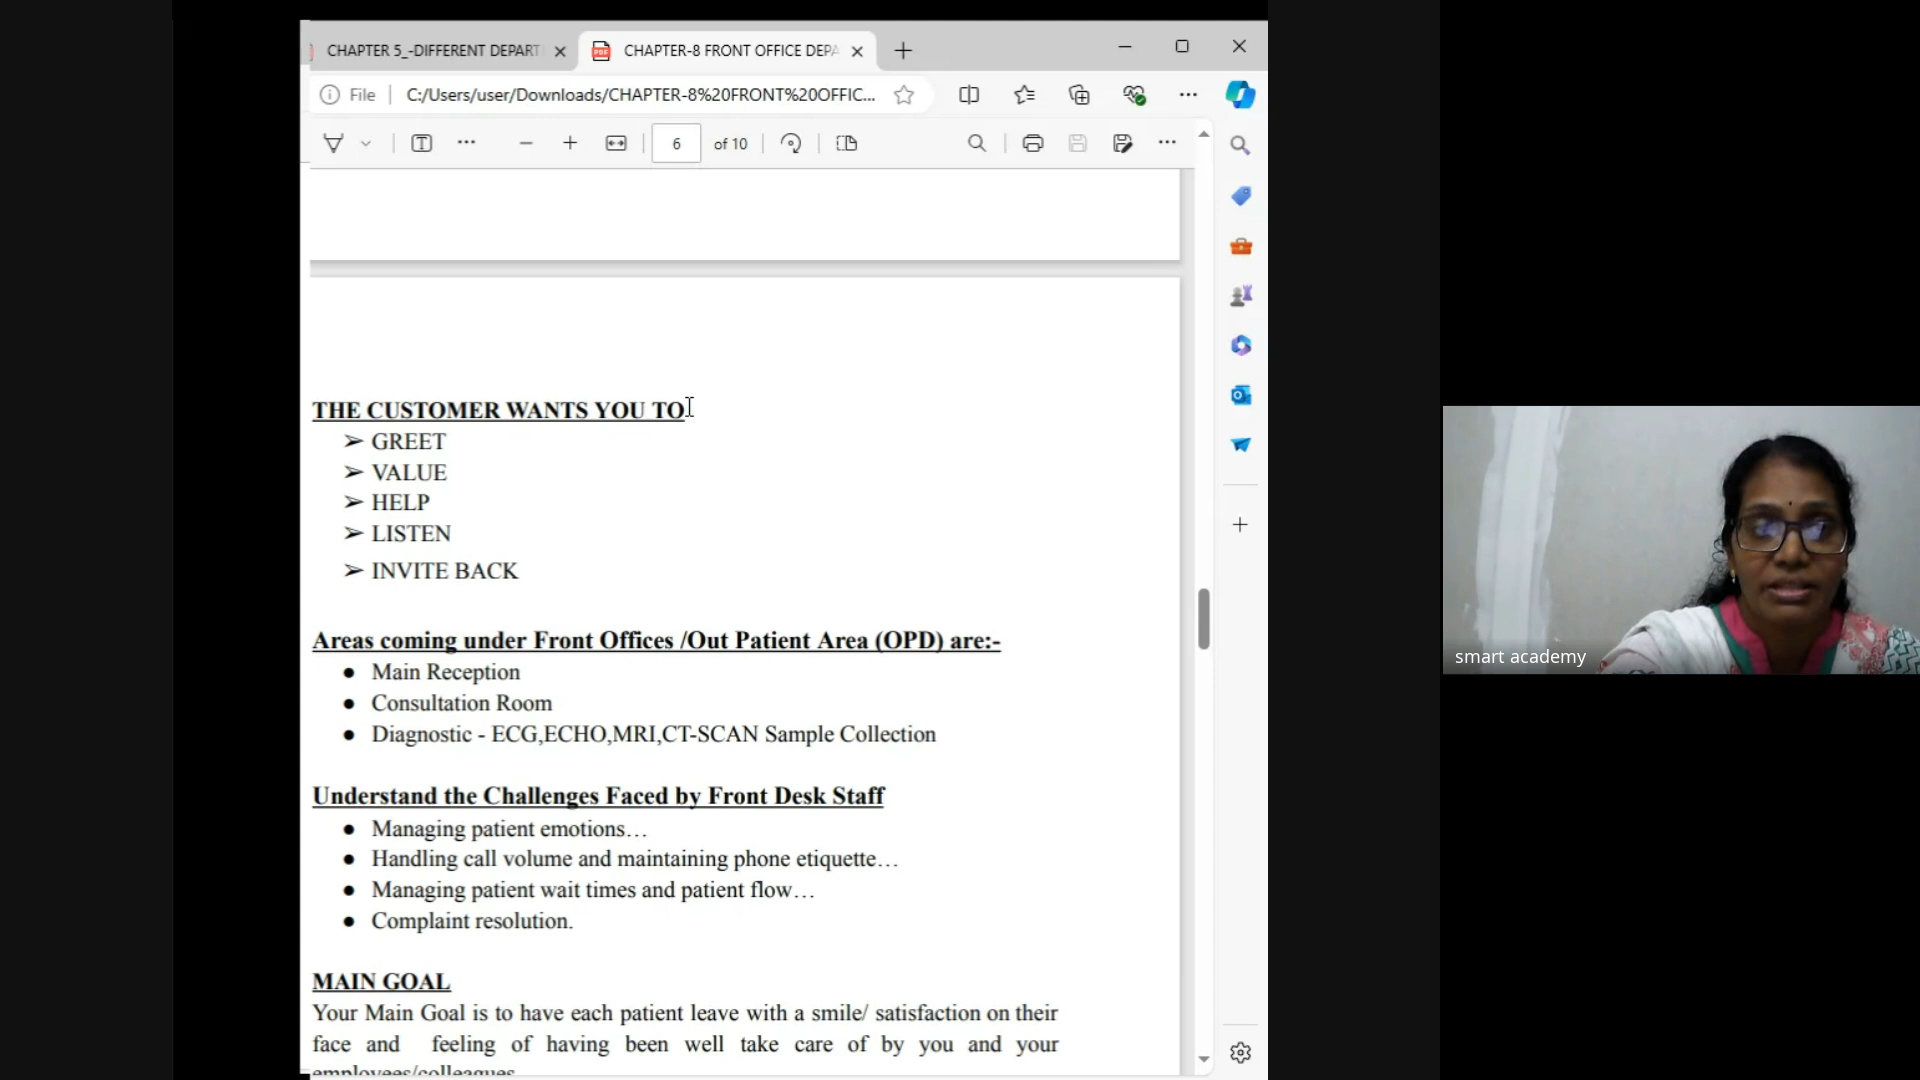 CHAPTER 5_-DIFFERENT DEPART
CHAPTER-8 FRONT OFFICE DEPA
File
C:/Users/user/Downloads/CHAPTER-8%20FRONT%20OFFIC...
6 of 10
THE CUSTOMER WANTS YOU TO
➢ GREET
➢ VALUE
➢ HELP
➢ LISTEN
➢ INVITE BACK
Areas coming under Front Offices /Out Patient Area (OPD) are:-
● Main Reception
● Consultation Room
● Diagnostic - ECG,ECHO,MRI,CT-SCAN Sample Collection
Understand the Challenges Faced by Front Desk Staff
● Managing patient emotions…
● Handling call volume and maintaining phone etiquette…
● Managing patient wait times and patient flow…
● Complaint resolution.
MAIN GOAL
Your Main Goal is to have each patient leave with a smile/ satisfaction on their
face and feeling of having been well take care of by you and your
employees/colleagues
smart academy